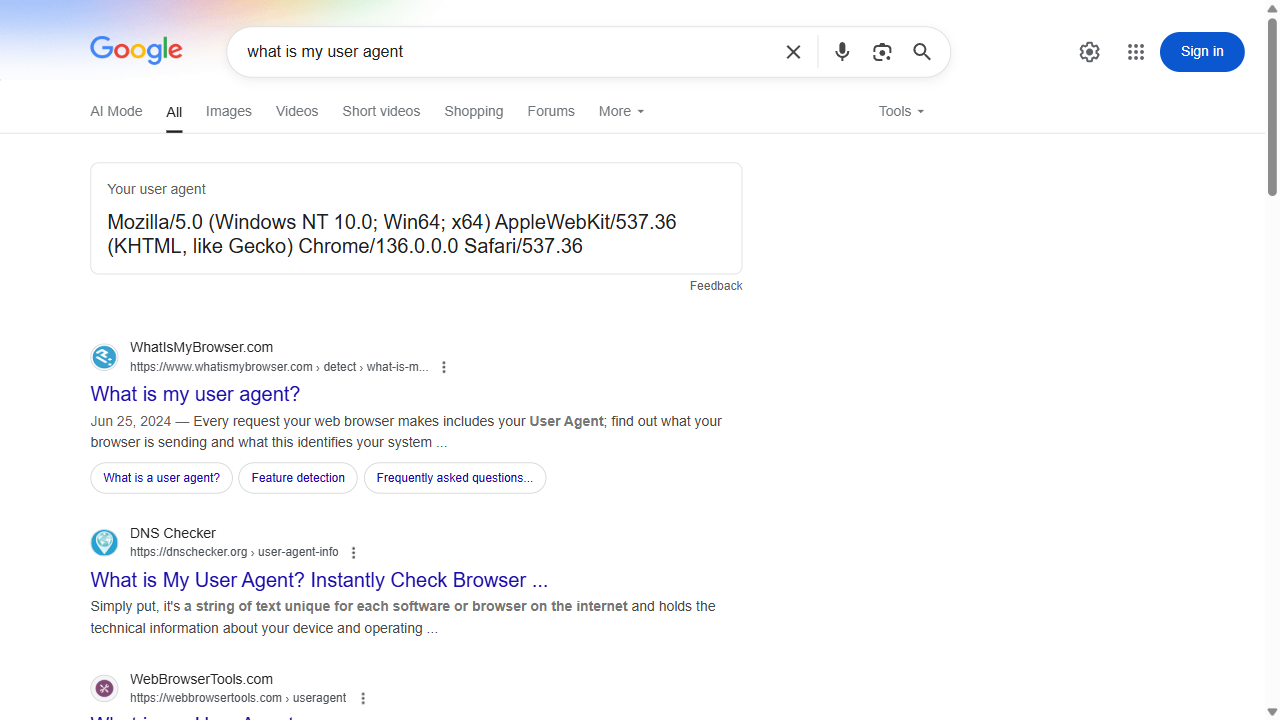 Google
what is my user agent
Sign in
AI Mode
All
Images
Videos
Short videos
Shopping
Forums
More
Tools
Your user agent
Mozilla/5.0 (Windows NT 10.0; Win64; x64) AppleWebKit/537.36
(KHTML, like Gecko) Chrome/136.0.0.0 Safari/537.36
Feedback
WhatIsMyBrowser.com
https://www.whatismybrowser.com › detect › what-is-m...
What is my user agent?
Jun 25, 2024 — Every request your web browser makes includes your User Agent; find out what your
browser is sending and what this identifies your system ...
What is a user agent?
Feature detection
Frequently asked questions...
DNS Checker
https://dnschecker.org › user-agent-info
What is My User Agent? Instantly Check Browser ...
Simply put, it's a string of text unique for each software or browser on the internet and holds the
technical information about your device and operating ...
WebBrowserTools.com
https://webbrowsertools.com › useragent